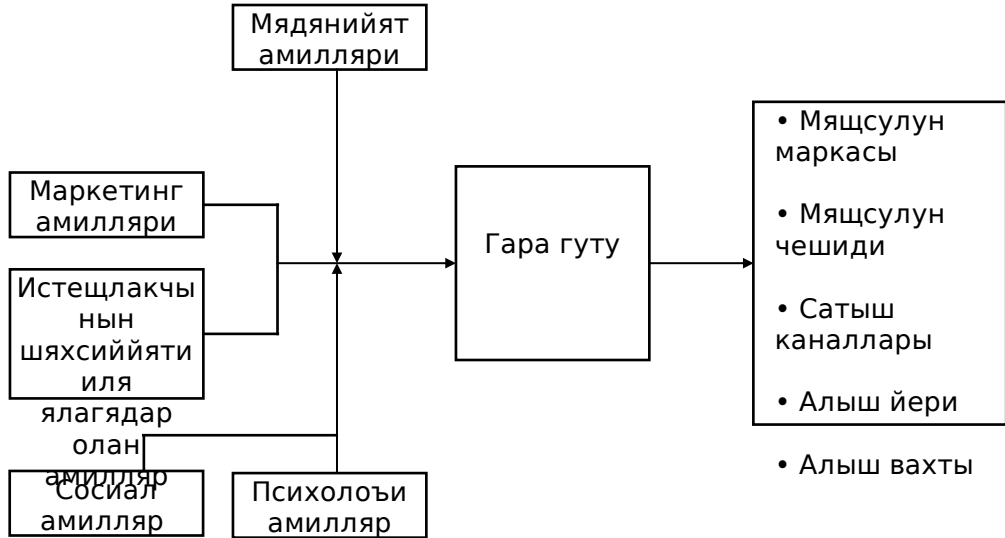 Мядянийят
амилляри
Маркетинг
амилляри
Истещлакчы
нын
шяхсиййяти
иля
ялагядар
олан
амилляр
Сосиал
амилляр
Психолоъи
амилляр
Гара гуту
• Мящсулун
маркасы
• Мящсулун
чешиди
• Сатыш
каналлары
• Алыш йери
• Алыш вахты